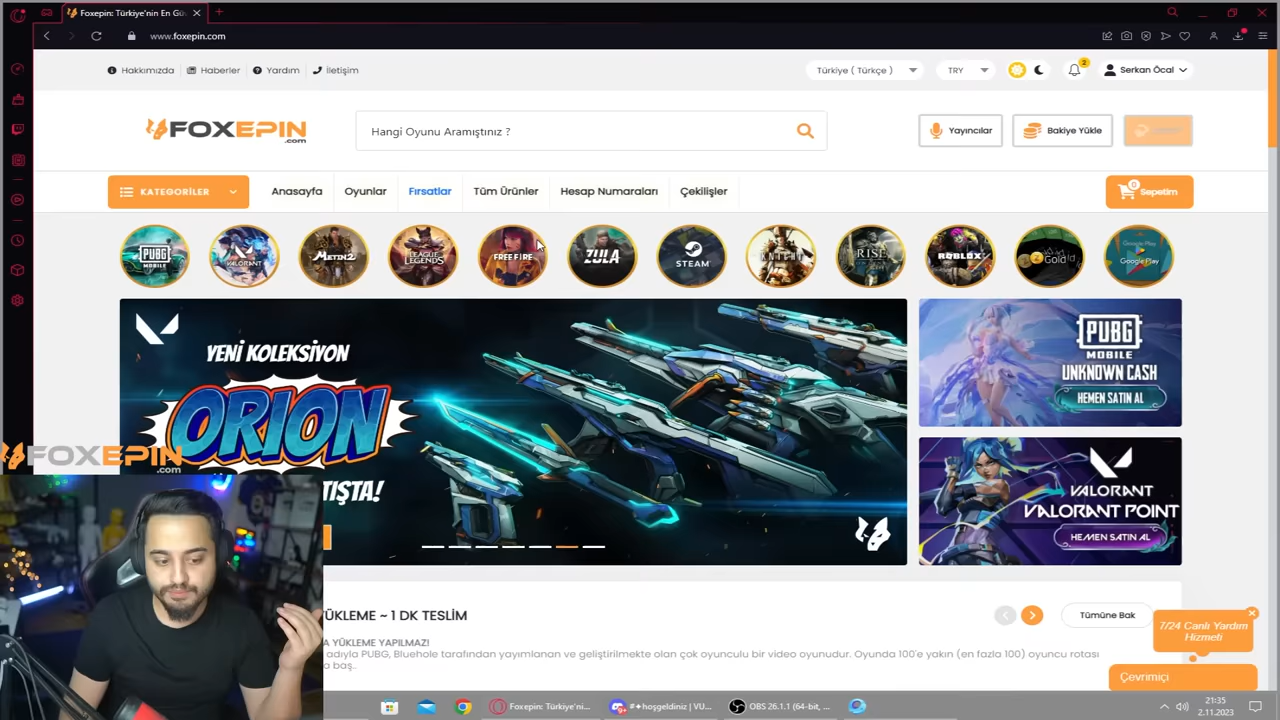 Foxepin: Türkiye'nin En Gü
www.foxepin.com
Hakkımızda Haberler Yardım İletişim
Türkiye ( Türkçe ) TRY 2 Serkan Öcal
FOXEPIN
.com
Hangi Oyunu Aramıştınız ?
Yayıncılar Bakiye Yükle
KATEGORİLER Anasayfa Oyunlar Fırsatlar Tüm Ürünler Hesap Numaraları Çekilişler 0 Sepetim
PUBG
MOBILE
VALORANT
METIN2
LEAGUE
LEGENDS
FREE FIRE
ZULA
STEAM
KNIGHT
RISE
ROBLOX
Gold
Google Play
YENİ KOLEKSİYON
ORION
TIŞTA!
PUBG
MOBILE
UNKNOWN CASH
HEMEN SATIN AL
VALORANT
VALORANT POINT
HEMEN SATIN AL
FOXEPIN
.com
ÜKLEME ~ 1 DK TESLİM
Tümüne Bak
A YÜKLEME YAPILMAZ!
adıyla PUBG, Bluehole tarafından yayımlanan ve geliştirilmekte olan çok oyunculu bir video oyunudur. Oyunda 100'e yakın (en fazla 100) oyuncu rotası
a baş..
7/24 Canlı Yardım
Hizmeti
Çevrimiçi
Foxepin: Türkiye'ni... #✦hoşgeldiniz | VU... OBS 26.1.1 (64-bit, ...
21:35
2.11.2023